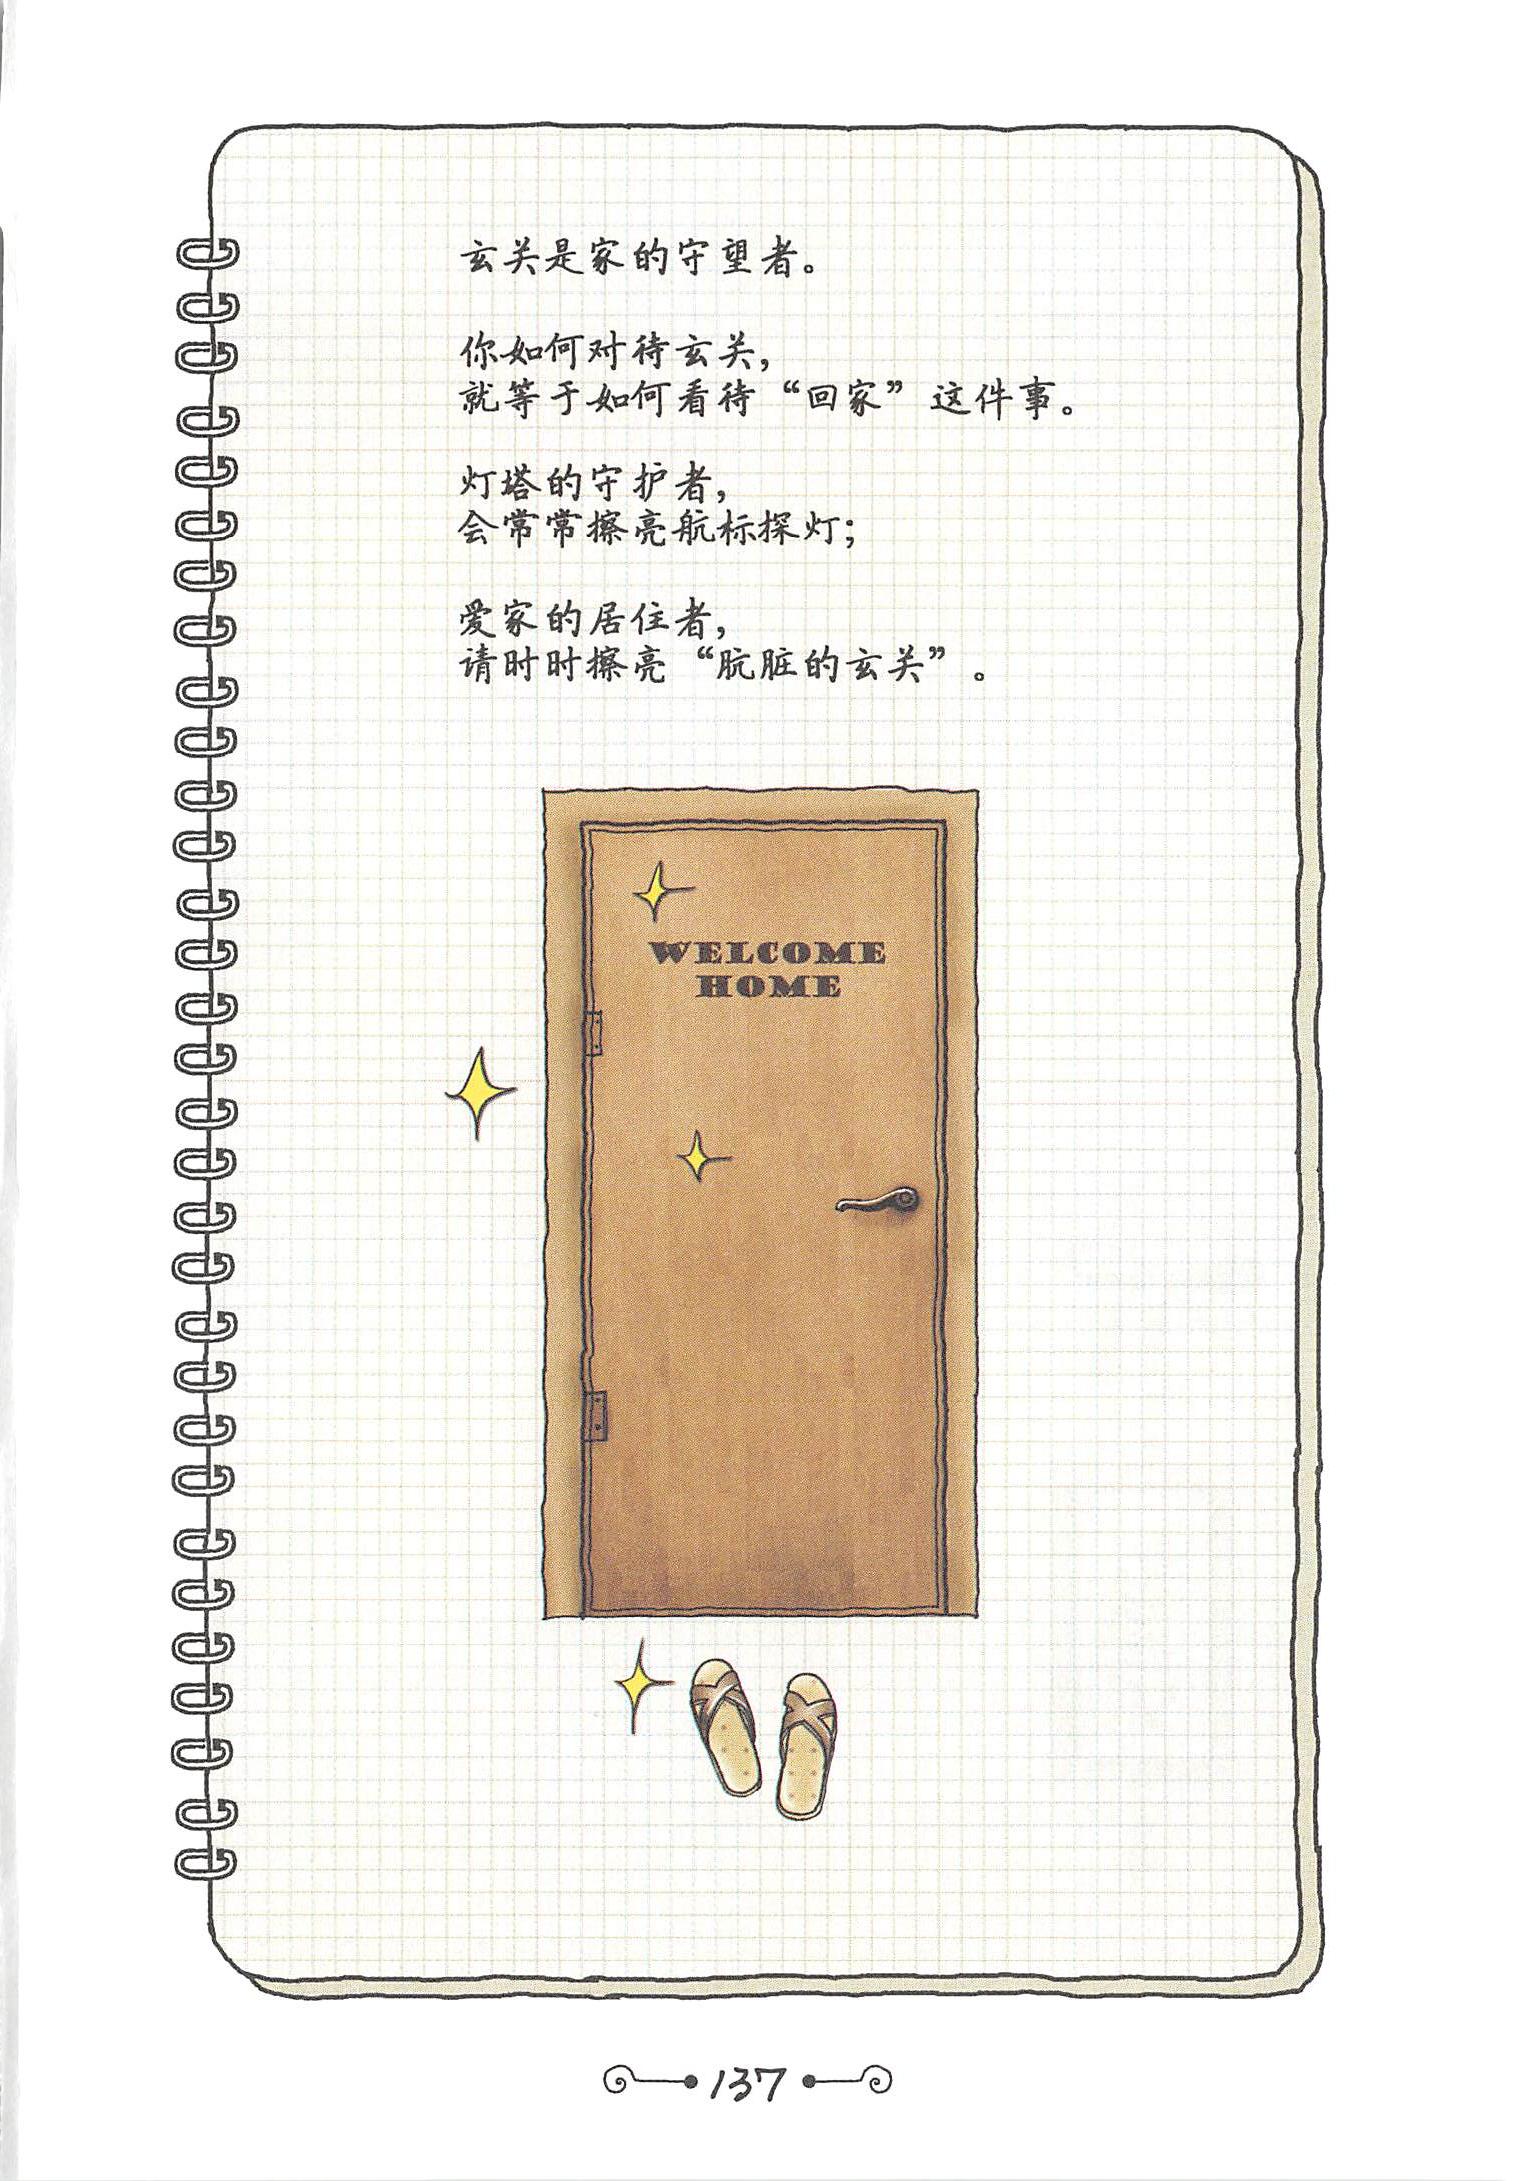 玄关是家的守望者。
你如何对待玄关，
就等于如何看待“回家”这件事。
灯塔的守护者，
会常常擦亮航标探灯；
爱家的居住者，
请时时擦亮“肮脏的玄关”。
WELCOME
HOME
137